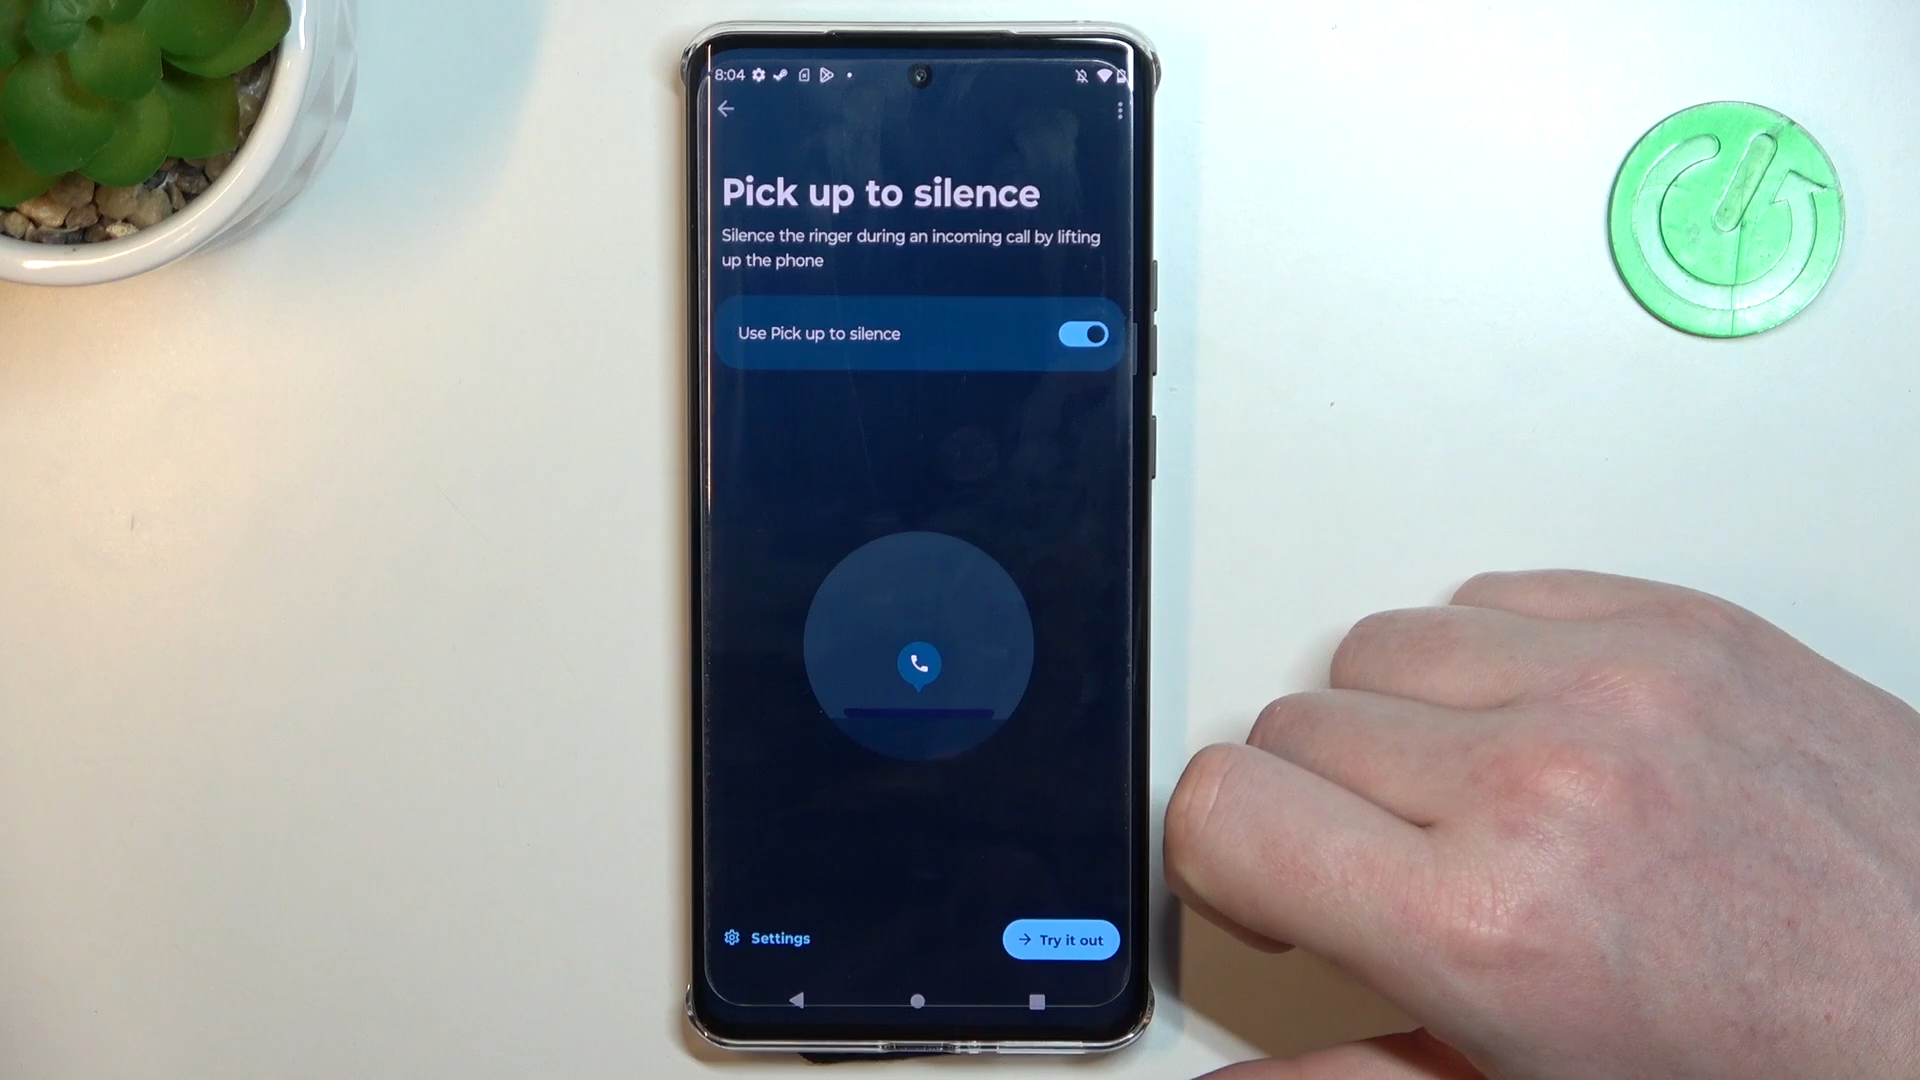 8:04
Pick up to silence
Silence the ringer during an incoming call by lifting
up the phone
Use Pick up to silence
Settings
Try it out